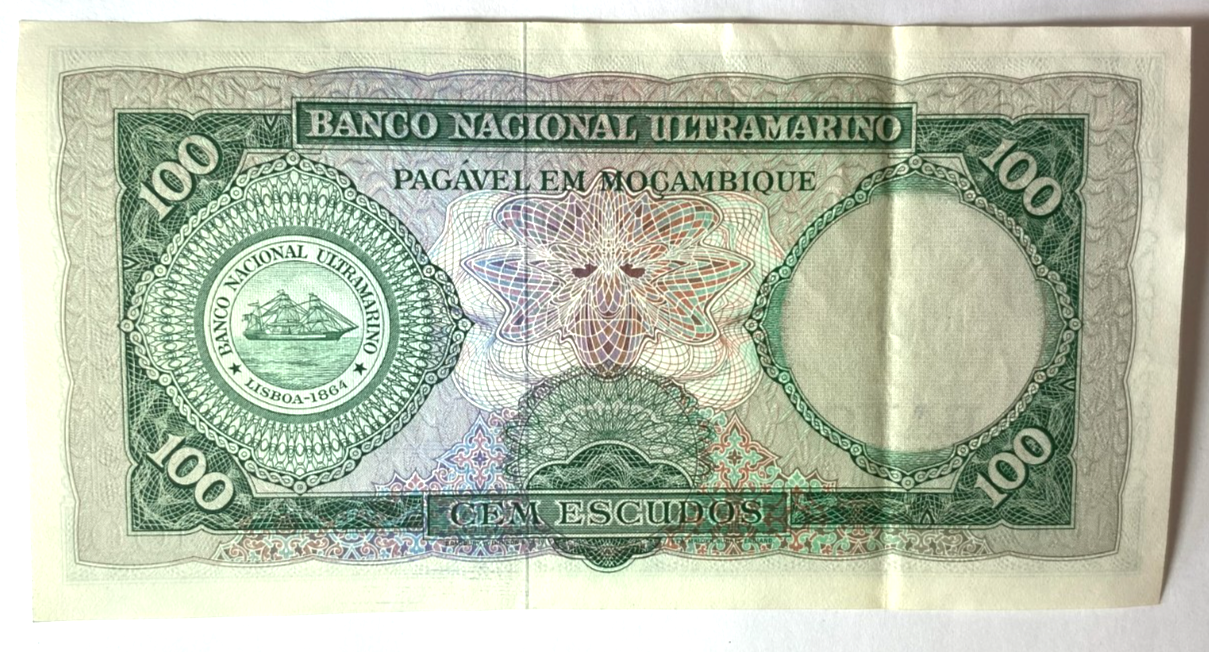 BANCO NACIONAL ULTRAMARINO
PAGÁVEL EM MOÇAMBIQUE
100
100
BANCO NACIONAL ULTRAMARINO
★ LISBOA-1864 ★
100
100
CEM ESCUDOS